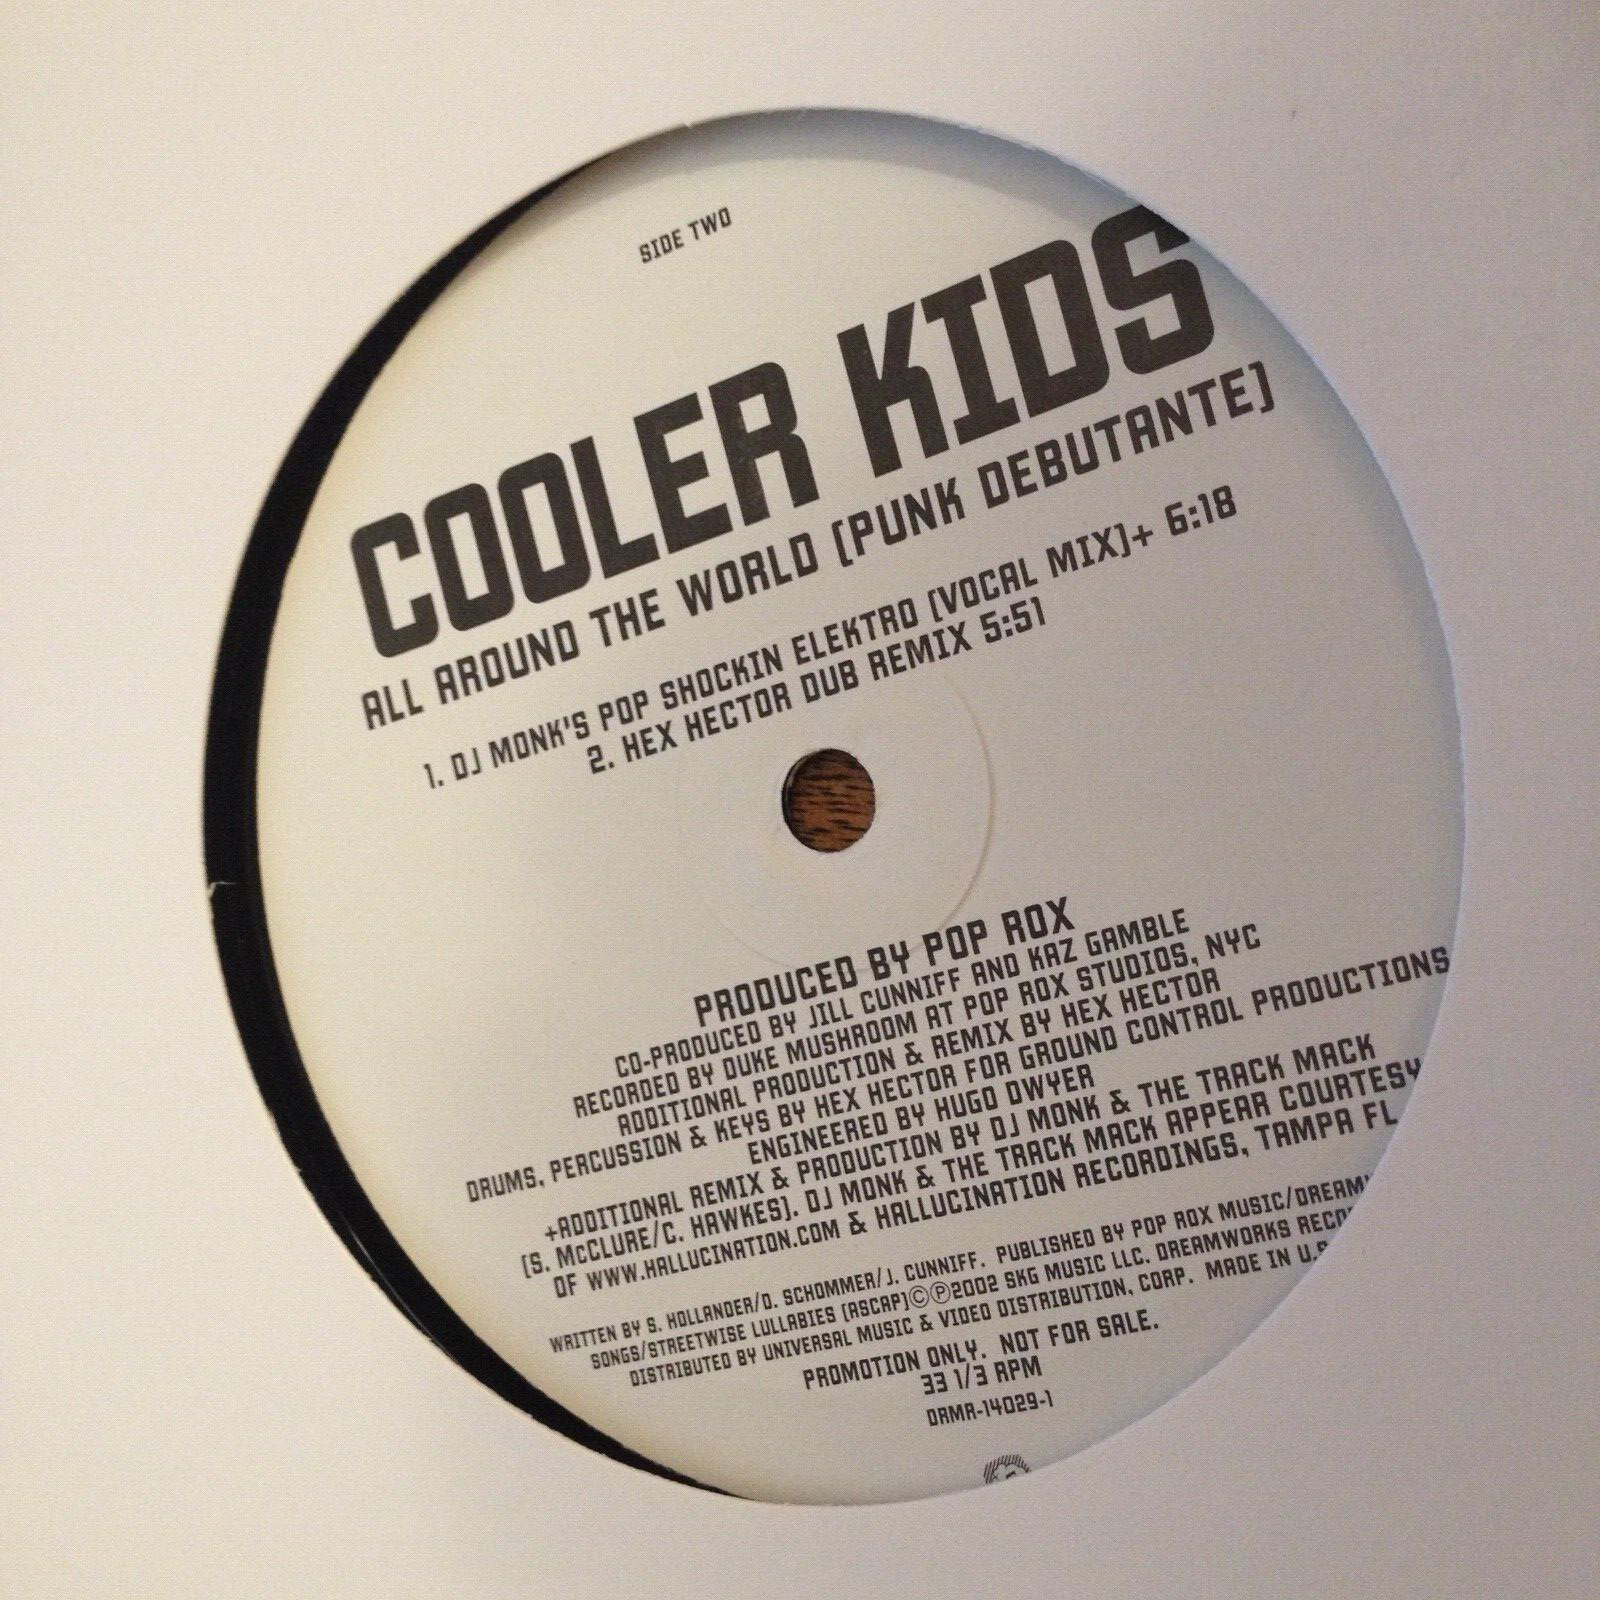 SIDE TWO
COOLER KIDS
ALL AROUND THE WORLD (PUNK DEBUTANTE)
1. DJ MONK'S POP SHOCKIN ELEKTRO (VOCAL MIX)+ 6:18
2. HEX HECTOR DUB REMIX 5:51
PRODUCED BY POP ROX
CO-PRODUCED BY JILL CUNNIFF AND KAZ GAMBLE
RECORDED BY DUKE MUSHROOM AT POP ROX STUDIOS, NYC
ADDITIONAL PRODUCTION & REMIX BY HEX HECTOR
DRUMS, PERCUSSION & KEYS BY HEX HECTOR FOR GROUND CONTROL PRODUCTIONS
ENGINEERED BY HUGO DWYER
+ADDITIONAL REMIX & PRODUCTION BY DJ MONK & THE TRACK MACK
(S. McCLURE/C. HAWKES). DJ MONK & THE TRACK MACK APPEAR COURTESY
OF WWW.HALLUCINATION.COM & HALLUCINATION RECORDINGS, TAMPA FL
WRITTEN BY S. HOLLANDER/D. SCHOMMER/J. CUNNIFF. PUBLISHED BY POP ROX MUSIC/
SONGS/STREETWISE LULLABIES (ASCAP)©℗2002 SKG MUSIC LLC. DREAMWORKS
DISTRIBUTED BY UNIVERSAL MUSIC & VIDEO DISTRIBUTION, CORP. MADE IN
PROMOTION ONLY. NOT FOR SALE.
33 1/3 RPM
DRMR-14029-1